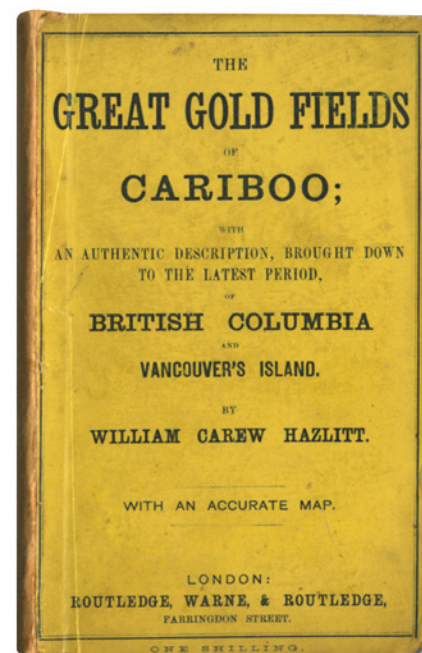 THE
GREAT GOLD FIELDS
OF
CARIBOO;
WITH
AN AUTHENTIC DESCRIPTION, BROUGHT DOWN
TO THE LATEST PERIOD,
OF
BRITISH COLUMBIA
AND
VANCOUVER'S ISLAND.
BY
WILLIAM CAREW HAZLITT.
WITH AN ACCURATE MAP.
LONDON:
ROUTLEDGE, WARNE, & ROUTLEDGE,
FARRINGDON STREET.
ONE SHILLING.